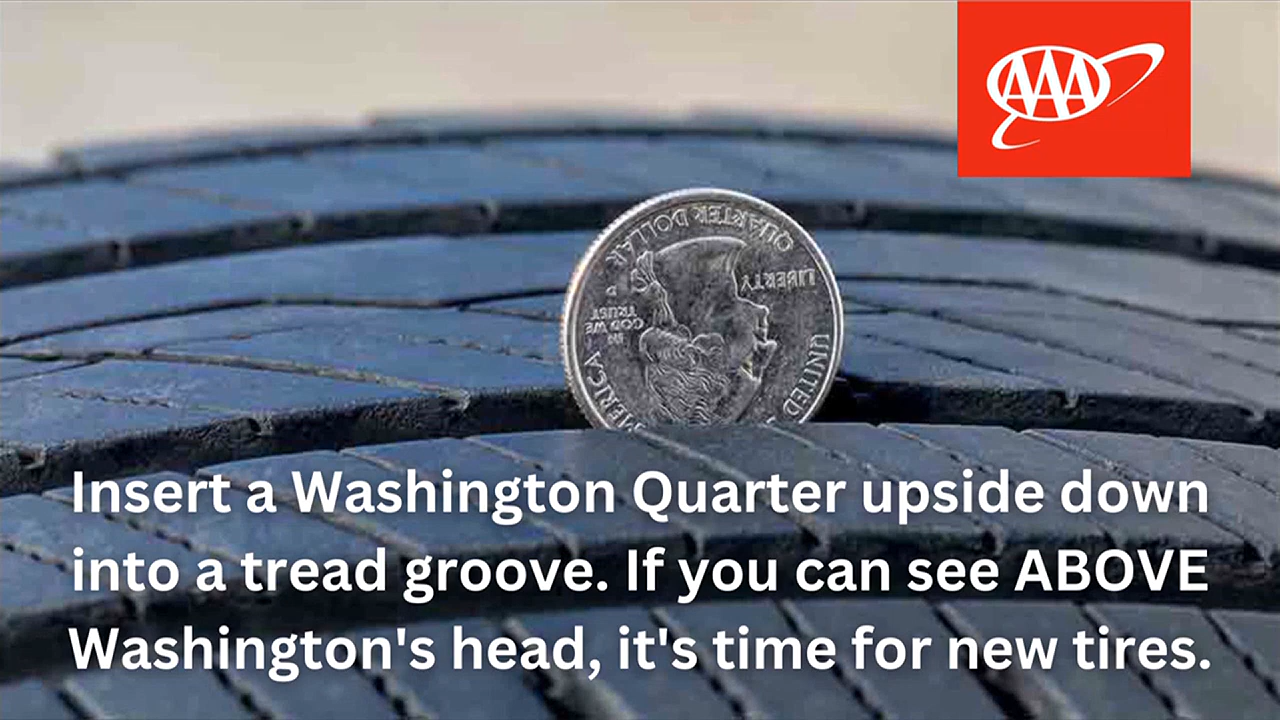 AAA
QUARTER DOLLAR
LIBERTY
IN
GOD WE
TRUST
P
UNITED
MERICA
Insert a Washington Quarter upside down
into a tread groove. If you can see ABOVE
Washington's head, it's time for new tires.